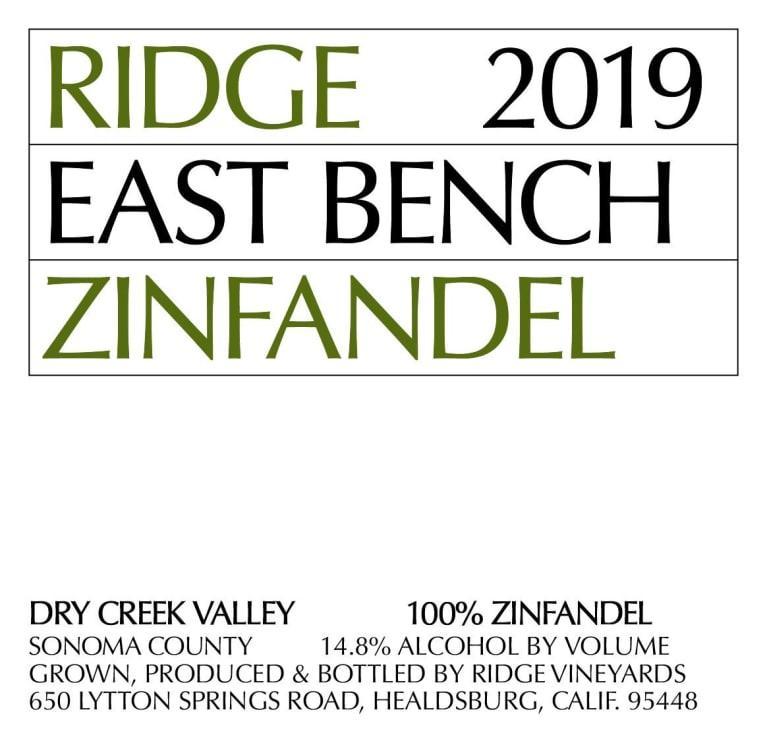 RIDGE 2019
EAST BENCH
ZINFANDEL
DRY CREEK VALLEY 100% ZINFANDEL
SONOMA COUNTY 14.8% ALCOHOL BY VOLUME
GROWN, PRODUCED & BOTTLED BY RIDGE VINEYARDS
650 LYTTON SPRINGS ROAD, HEALDSBURG, CALIF. 95448